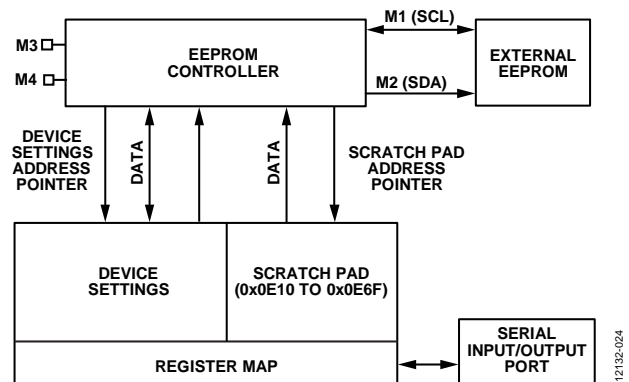 M3
M4
EEPROM
CONTROLLER
M1 (SCL)
M2 (SDA)
EXTERNAL
EEPROM
DEVICE
SETTINGS
ADDRESS
POINTER
DATA
DATA
SCRATCH PAD
ADDRESS
POINTER
DEVICE
SETTINGS
SCRATCH PAD
(0x0E10 TO 0x0E6F)
REGISTER MAP
SERIAL
INPUT/OUTPUT
PORT
12132-024